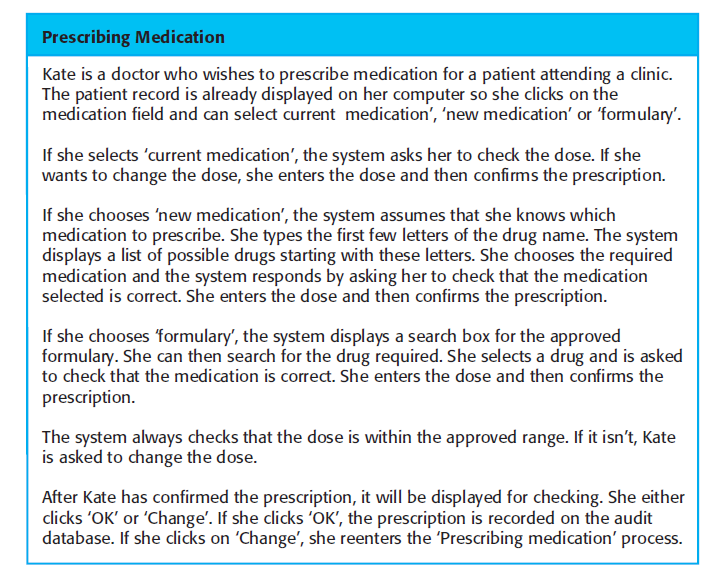 Prescribing Medication
Kate is a doctor who wishes to prescribe medication for a patient attending a clinic.
The patient record is already displayed on her computer so she clicks on the
medication field and can select current  medication’, ‘new medication’ or ‘formulary’.
If she selects ‘current medication’, the system asks her to check the dose. If she
wants to change the dose, she enters the dose and then confirms the prescription.
If she chooses ‘new medication’, the system assumes that she knows which
medication to prescribe. She types the first few letters of the drug name. The system
displays a list of possible drugs starting with these letters. She chooses the required
medication and the system responds by asking her to check that the medication
selected is correct. She enters the dose and then confirms the prescription.
If she chooses ‘formulary’, the system displays a search box for the approved
formulary. She can then search for the drug required. She selects a drug and is asked
to check that the medication is correct. She enters the dose and then confirms the
prescription.
The system always checks that the dose is within the approved range. If it isn’t, Kate
is asked to change the dose.
After Kate has confirmed the prescription, it will be displayed for checking. She either
clicks ‘OK’ or ‘Change’. If she clicks ‘OK’, the prescription is recorded on the audit
database. If she clicks on ‘Change’, she reenters the ‘Prescribing medication’ process.